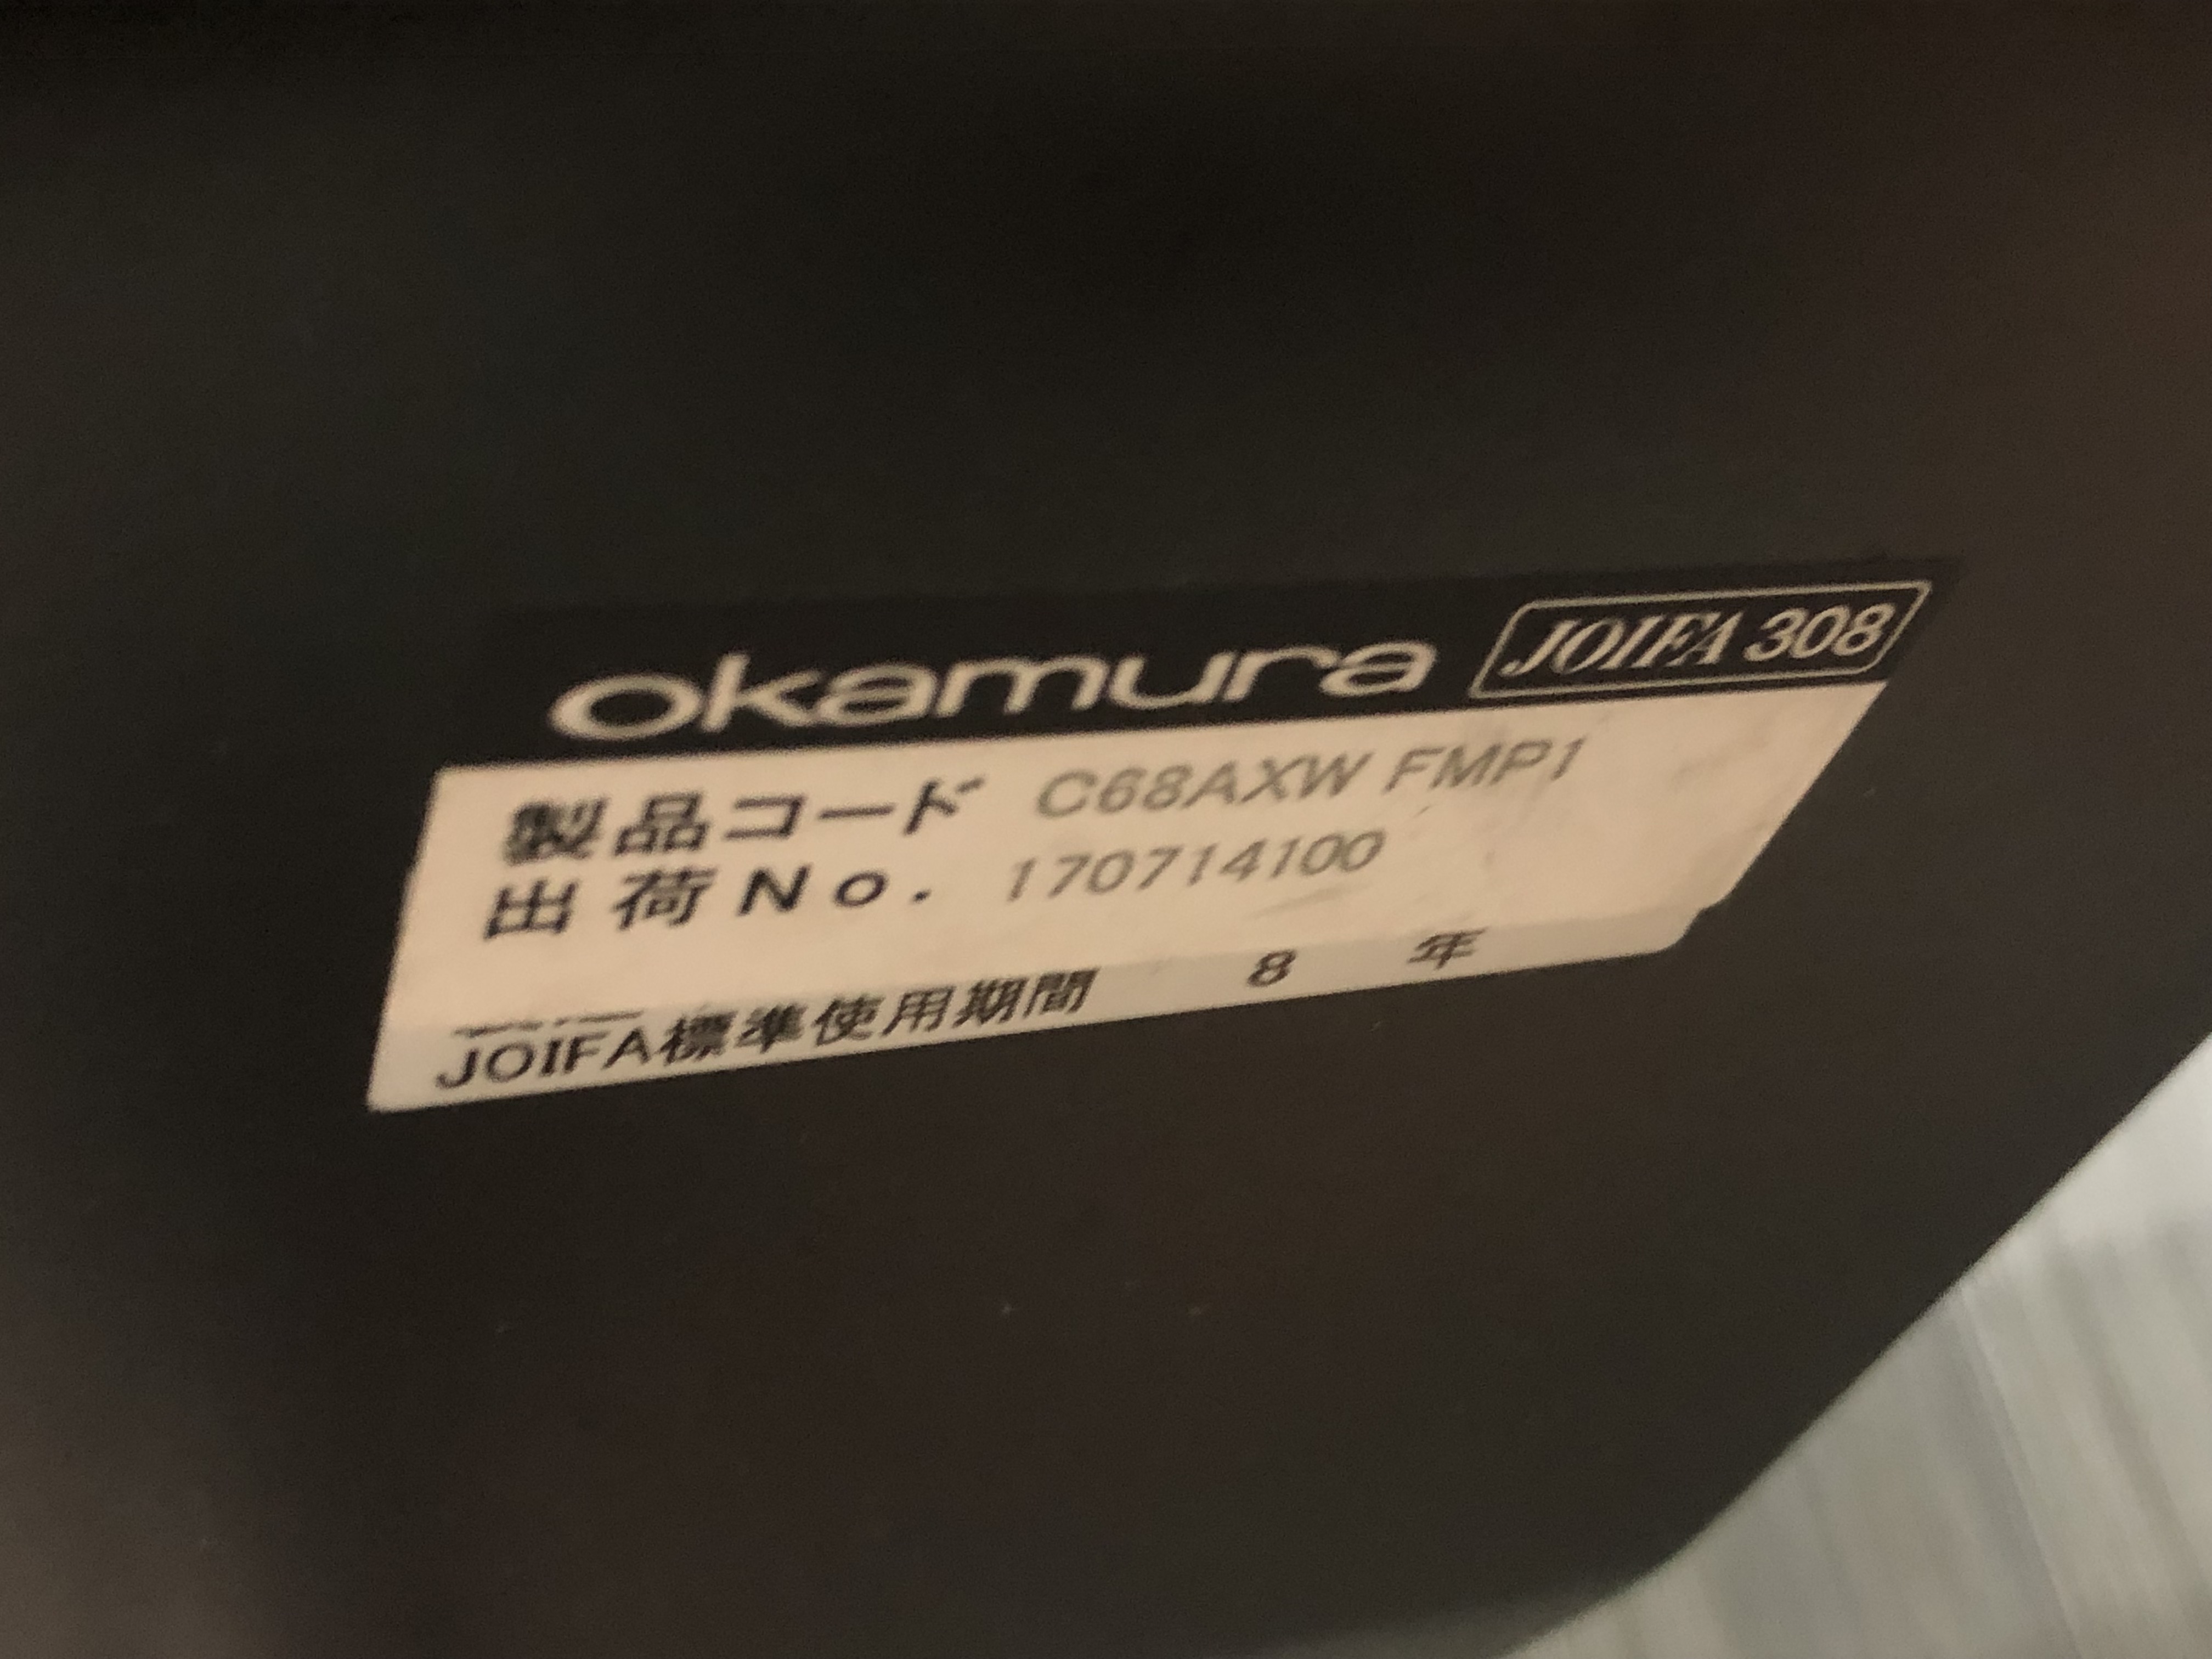 okamura JOIFA 308
製品コード C68AXW FMP1
出荷No. 170714100
JOIFA標準使用期間 8 年